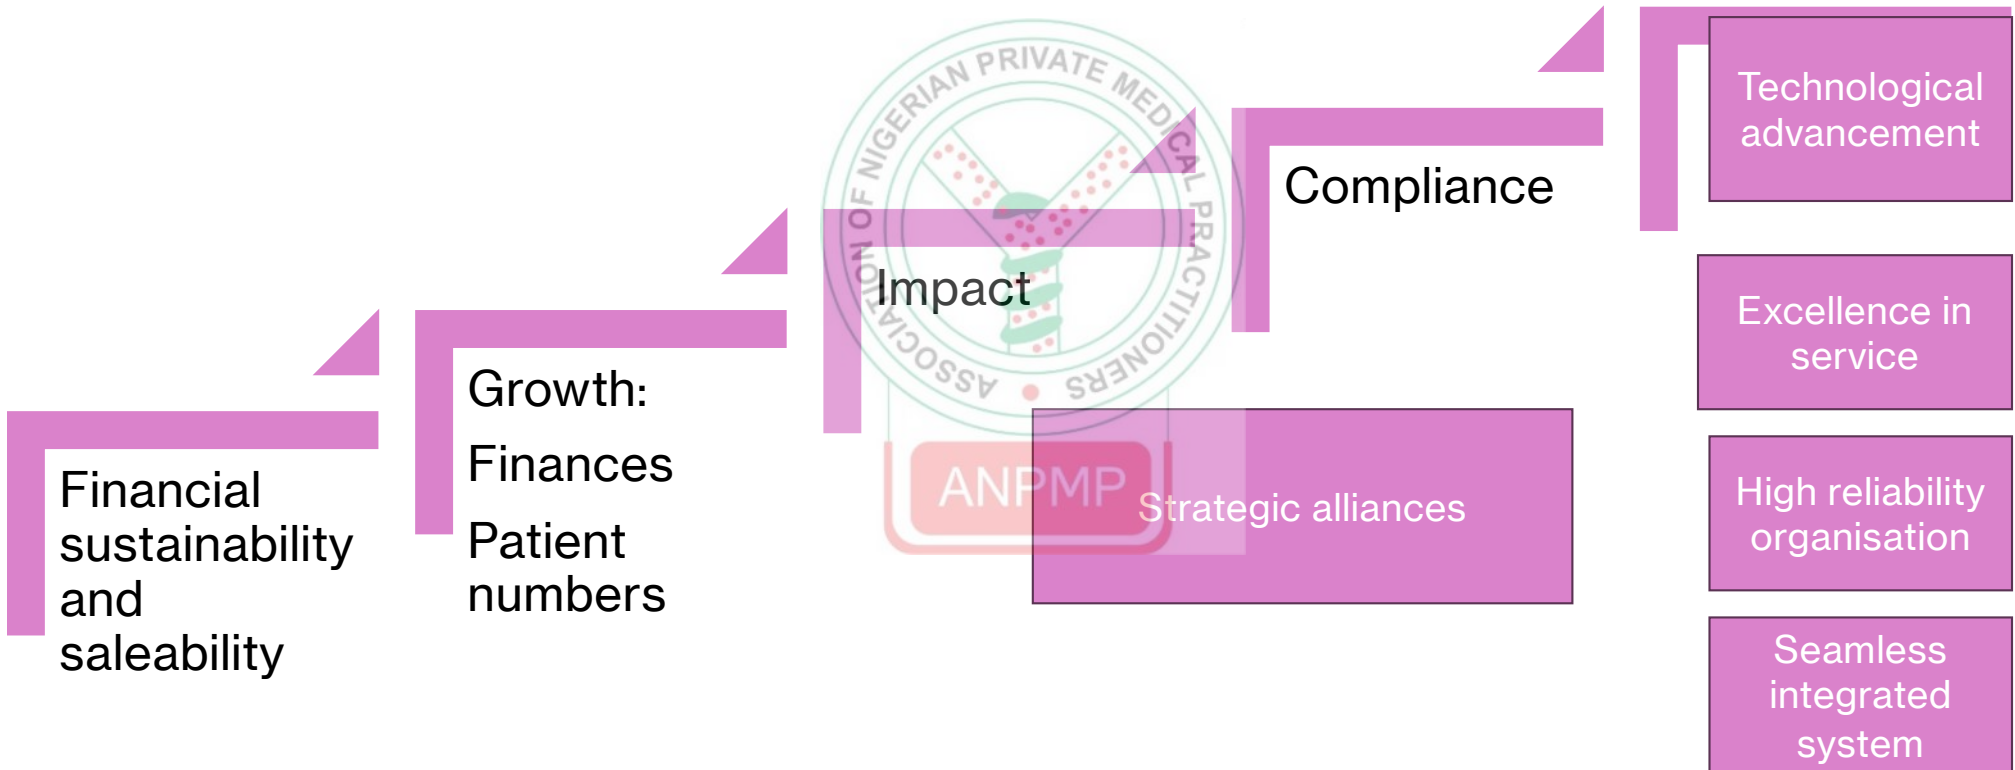 Financial
sustainability
and
saleability
Growth:
Finances
Patient
numbers
Impact
Compliance
Technological
advancement
Excellence in
service
High reliability
organisation
Seamless
integrated
system
Strategic alliances
ASSOCIATION OF NIGERIAN PRIVATE MEDICAL PRACTITIONERS
ANPMP